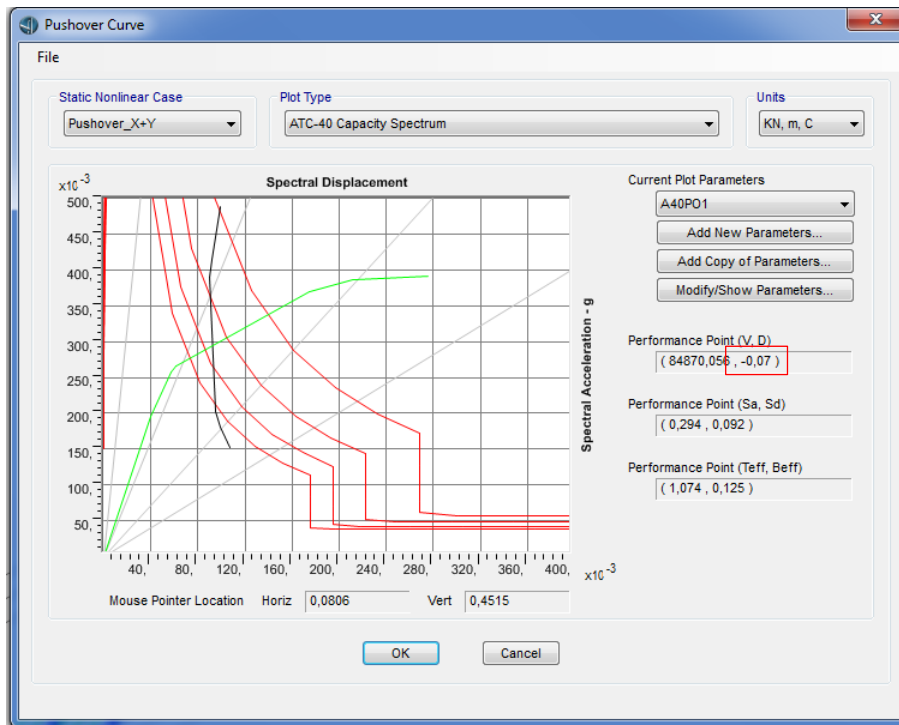 Pushover Curve
File
Static Nonlinear Case
Plot Type
Units
Pushover_X+Y
ATC-40 Capacity Spectrum
KN, m, C
x10 -3
Spectral Displacement
500,
450,
400,
350,
300,
250,
200,
150,
100,
50,
40, 80, 120, 160, 200, 240, 280, 320, 360, 400,
x10 -3
Spectral Acceleration - g
Mouse Pointer Location Horiz 0,0806 Vert 0,4515
Current Plot Parameters
A40PO1
Add New Parameters...
Add Copy of Parameters...
Modify/Show Parameters...
Performance Point (V, D)
( 84870,056 , -0,07 )
Performance Point (Sa, Sd)
( 0,294 , 0,092 )
Performance Point (Teff, Beff)
( 1,074 , 0,125 )
OK
Cancel